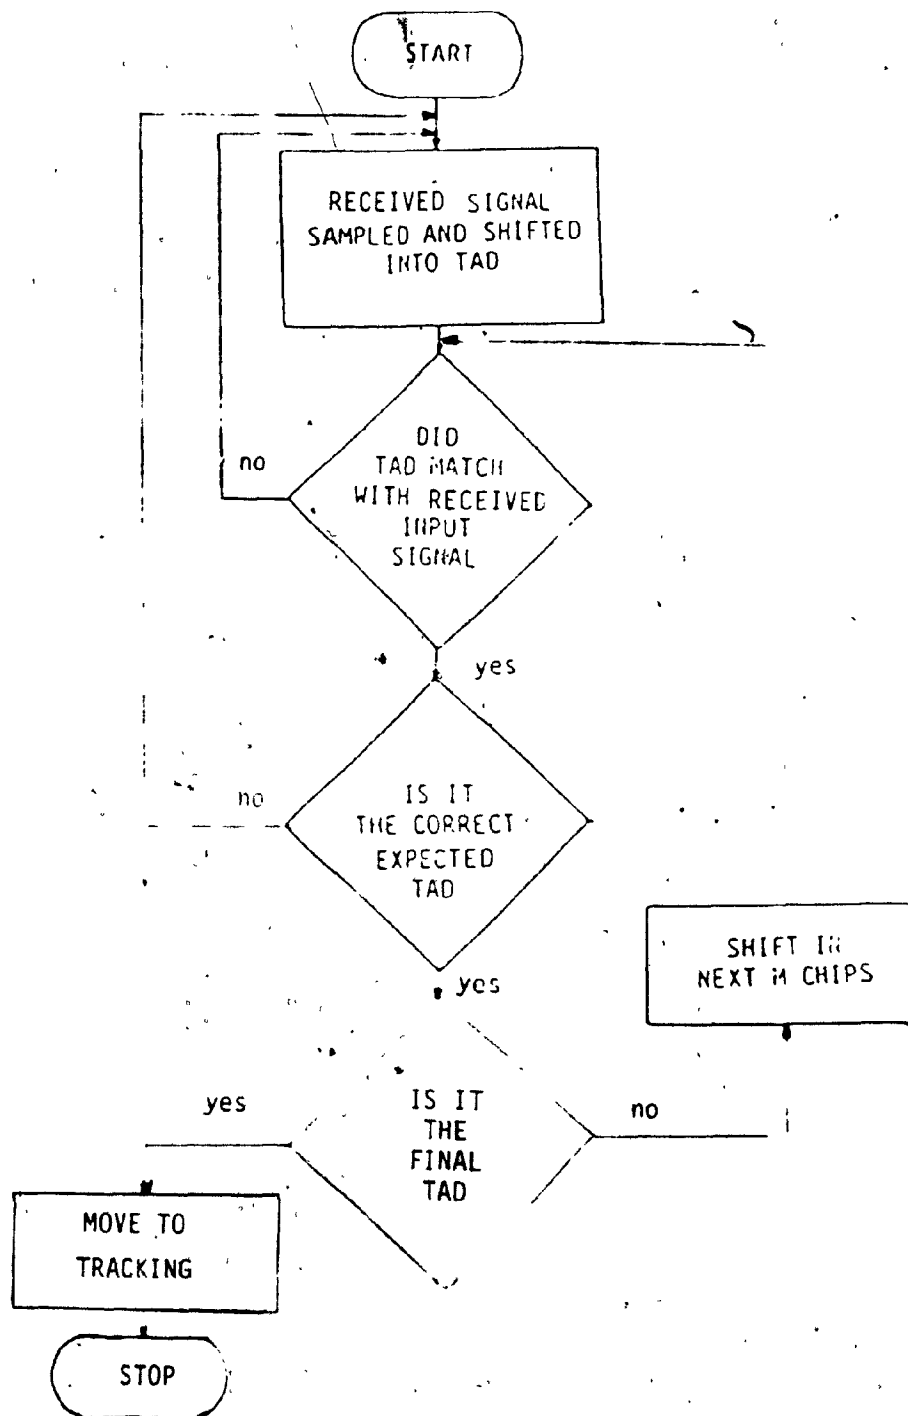 START
RECEIVED SIGNAL
SAMPLED AND SHIFTED
INTO TAD
DID
TAD MATCH
WITH RECEIVED
INPUT
SIGNAL
no
yes
IS IT
THE CORRECT
EXPECTED
TAD
no
yes
SHIFT IN
NEXT M CHIPS
IS IT
THE
FINAL
TAD
yes
no
MOVE TO
TRACKING
STOP